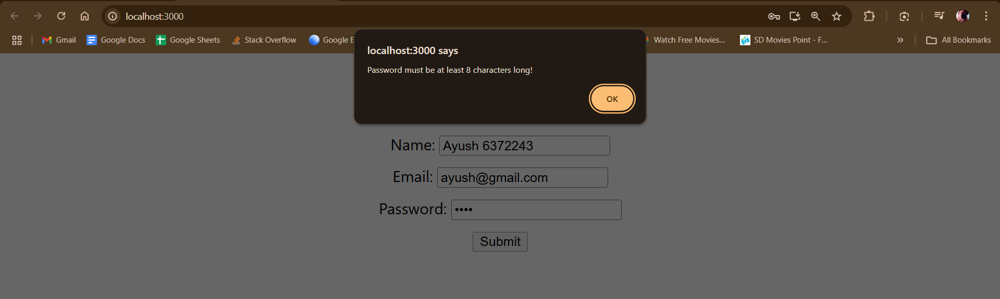 localhost:3000
Gmail Google Docs Google Sheets Stack Overflow Google E Watch Free Movies... SD Movies Point - F... All Bookmarks
localhost:3000 says
Password must be at least 8 characters long!
OK
Name: Ayush 6372243
Email: ayush@gmail.com
Password: ••••
Submit